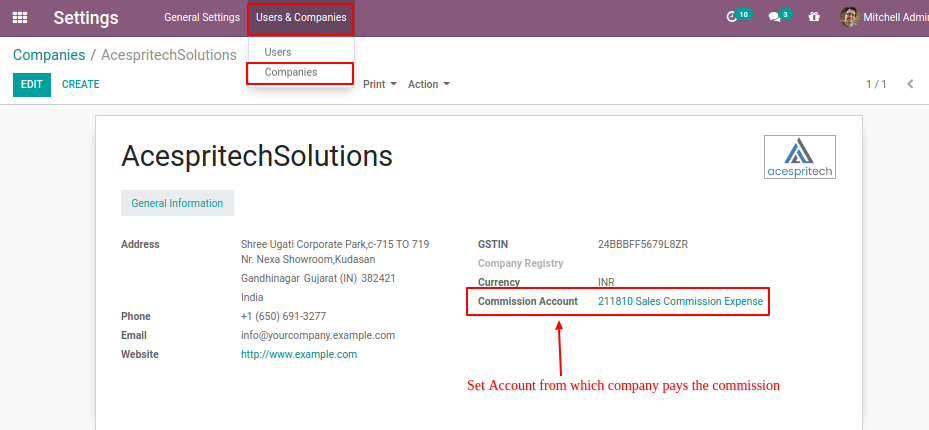 Settings General Settings Users & Companies 10 3 Mitchell Admin
Companies / AcespritechSolutions
Users
Companies
EDIT CREATE Print Action 1 / 1
AcespritechSolutions
acespritech
General Information
Address Shree Ugati Corporate Park,c-715 TO 719
Nr. Nexa Showroom,Kudasan
Gandhinagar Gujarat (IN) 382421
India
Phone +1 (650) 691-3277
Email info@yourcompany.example.com
Website http://www.example.com
GSTIN 24BBBFF5679L8ZR
Company Registry
Currency INR
Commission Account 211810 Sales Commission Expense
Set Account from which company pays the commission